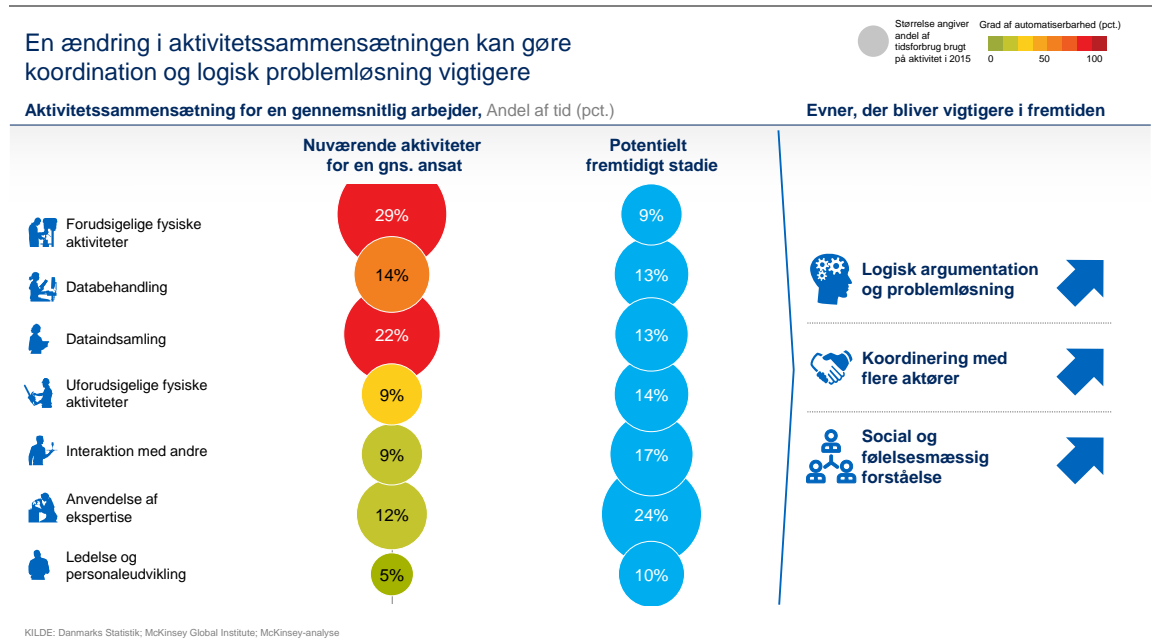 En ændring i aktivitetssammensætningen kan gøre
koordination og logisk problemløsning vigtigere
Størrelse angiver
andel af
tidsforbrug brugt
på aktivitet i 2015
Grad af automatiserbarhed (pct.)
0 50 100
Aktivitetssammensætning for en gennemsnitlig arbejder, Andel af tid (pct.)
Evner, der bliver vigtigere i fremtiden
Nuværende aktiviteter
for en gns. ansat
Potentielt
fremtidigt stadie
Forudsigelige fysiske
aktiviteter
29%
9%
Databehandling
14%
13%
Dataindsamling
22%
13%
Uforudsigelige fysiske
aktiviteter
9%
14%
Interaktion med andre
9%
17%
Anvendelse af
ekspertise
12%
24%
Ledelse og
personaleudvikling
5%
10%
Logisk argumentation
og problemløsning
Koordinering med
flere aktører
Social og
følelsesmæssig
forståelse
KILDE: Danmarks Statistik; McKinsey Global Institute; McKinsey-analyse